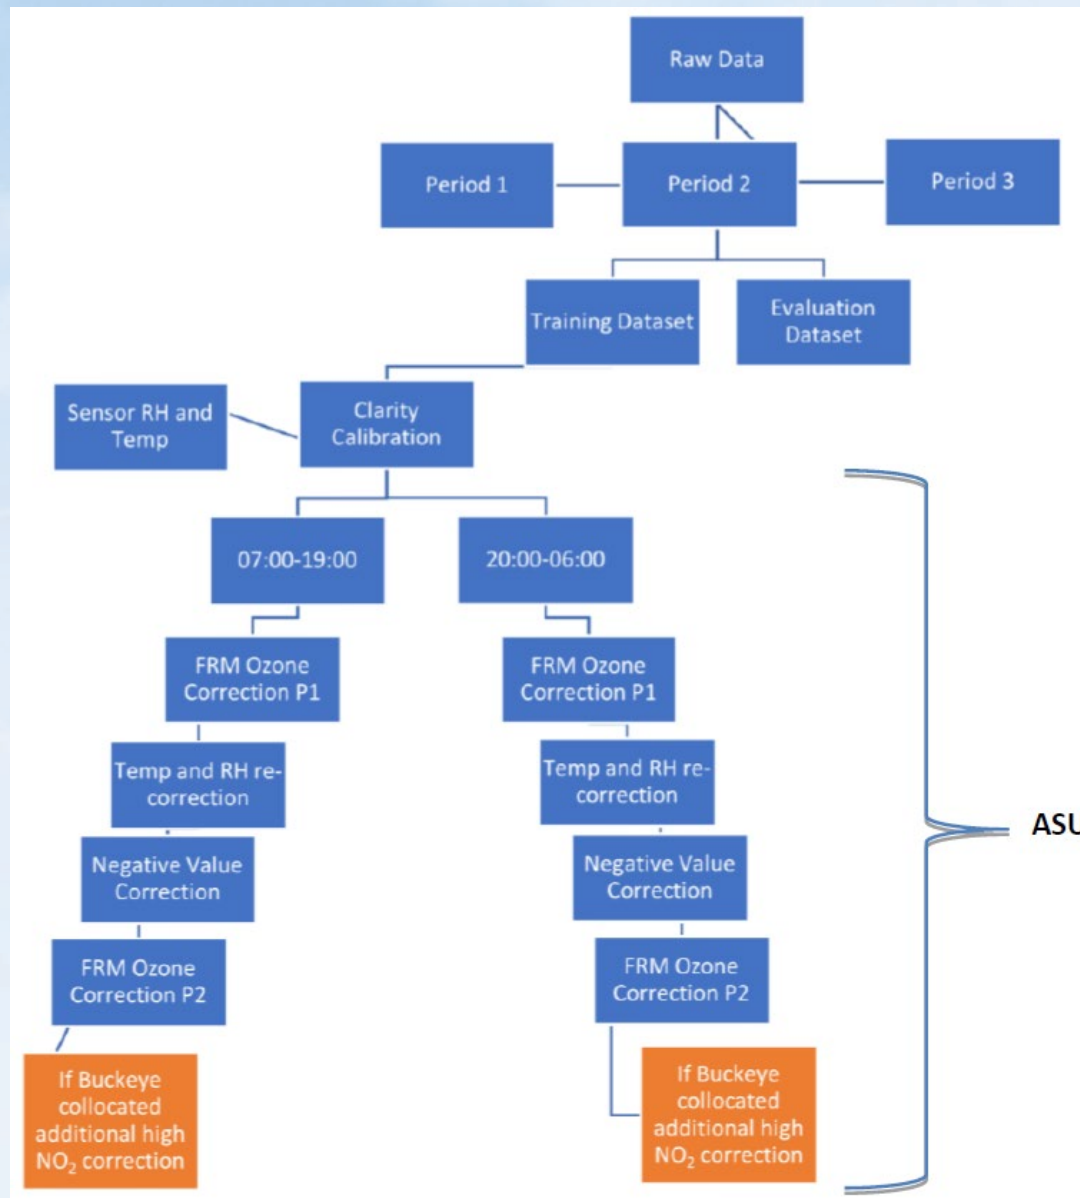 Raw Data
Period 1
Period 2
Period 3
Training Dataset
Evaluation
Dataset
Sensor RH and
Temp
Clarity
Calibration
07:00-19:00
20:00-06:00
FRM Ozone
Correction P1
FRM Ozone
Correction P1
Temp and RH re-
correction
Temp and RH re-
correction
Negative Value
Correction
Negative Value
Correction
ASU
FRM Ozone
Correction P2
FRM Ozone
Correction P2
If Buckeye
collocated
additional high
NO₂ correction
If Buckeye
collocated
additional high
NO₂ correction